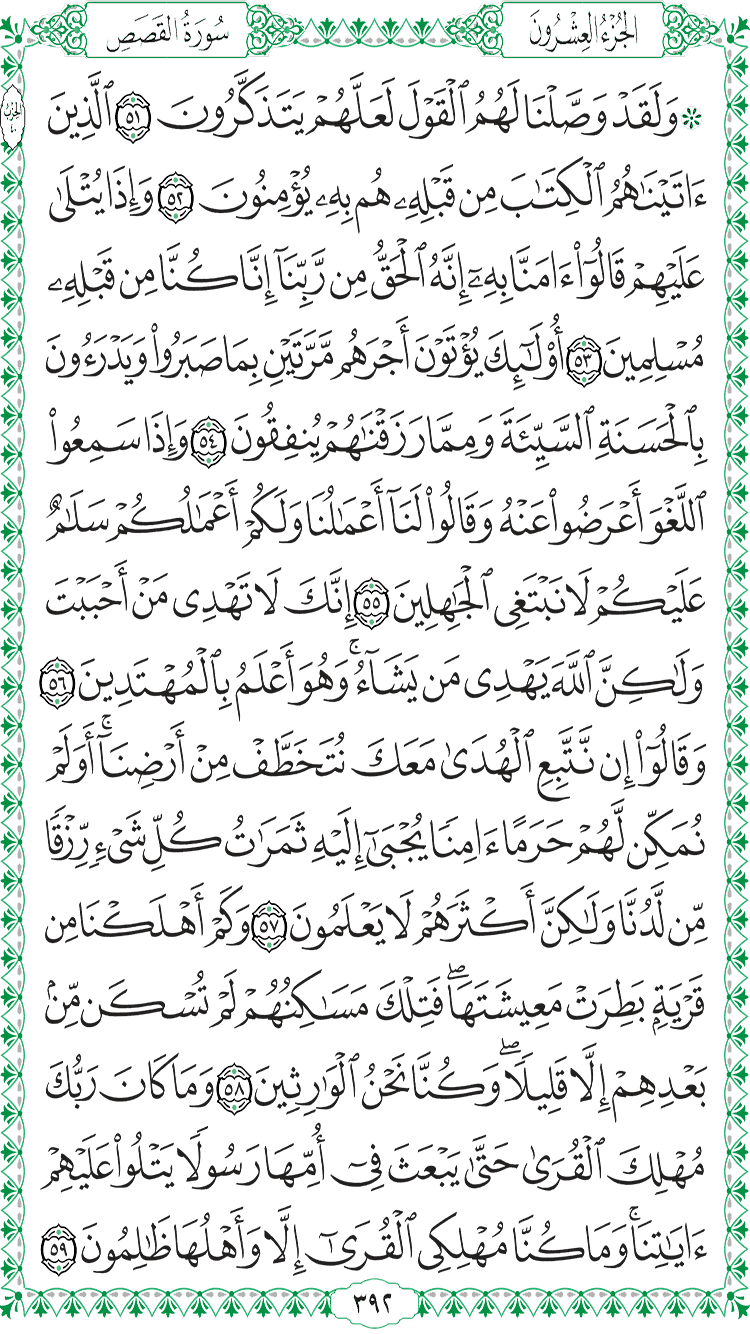 الجُزْءُ العِشْرُونَ
سُورَةُ القَصَصِ
۞ وَلَقَدْ وَصَّلْنَا لَهُمُ ٱلْقَوْلَ لَعَلَّهُمْ يَتَذَكَّرُونَ ٥١ ٱلَّذِينَ
ءَاتَيْنَٰهُمُ ٱلْكِتَٰبَ مِن قَبْلِهِۦ هُم بِهِۦ يُؤْمِنُونَ ٥٢ وَإِذَا يُتْلَىٰ
عَلَيْهِمْ قَالُوٓا۟ ءَامَنَّا بِهِۦٓ إِنَّهُ ٱلْحَقُّ مِن رَّبِّنَآ إِنَّا كُنَّا مِن قَبْلِهِۦ
مُسْلِمِينَ ٥٣ أُو۟لَٰٓئِكَ يُؤْتَوْنَ أَجْرَهُم مَّرَّتَيْنِ بِمَا صَبَرُوا۟ وَيَدْرَءُونَ
بِٱلْحَسَنَةِ ٱلسَّيِّئَةَ وَمِمَّا رَزَقْنَٰهُمْ يُنفِقُونَ ٥٤ وَإِذَا سَمِعُوا۟
ٱللَّغْوَ أَعْرَضُوا۟ عَنْهُ وَقَالُوا۟ لَنَآ أَعْمَٰلُنَا وَلَكُمْ أَعْمَٰلُكُمْ سَلَٰمٌ
عَلَيْكُمْ لَا نَبْتَغِى ٱلْجَٰهِلِينَ ٥٥ إِنَّكَ لَا تَهْدِى مَنْ أَحْبَبْتَ
وَلَٰكِنَّ ٱللَّهَ يَهْدِى مَن يَشَآءُ ۚ وَهُوَ أَعْلَمُ بِٱلْمُهْتَدِينَ ٥٦
وَقَالُوٓا۟ إِن نَّتَّبِعِ ٱلْهُدَىٰ مَعَكَ نُتَخَطَّفْ مِنْ أَرْضِنَآ ۚ أَوَلَمْ
نُمَكِّن لَّهُمْ حَرَمًا ءَامِنًا يُجْبَىٰٓ إِلَيْهِ ثَمَرَٰتُ كُلِّ شَىْءٍ رِّزْقًا
مِّن لَّدُنَّا وَلَٰكِنَّ أَكْثَرَهُمْ لَا يَعْلَمُونَ ٥٧ وَكَمْ أَهْلَكْنَا مِن
قَرْيَةٍۭ بَطِرَتْ مَعِيشَتَهَا ۖ فَتِلْكَ مَسَٰكِنُهُمْ لَمْ تُسْكَن مِّنۢ
بَعْدِهِمْ إِلَّا قَلِيلًا ۖ وَكُنَّا نَحْنُ ٱلْوَٰرِثِينَ ٥٨ وَمَا كَانَ رَبُّكَ
مُهْلِكَ ٱلْقُرَىٰ حَتَّىٰ يَبْعَثَ فِىٓ أُمِّهَا رَسُولًا يَتْلُوا۟ عَلَيْهِمْ
ءَايَٰتِنَا ۚ وَمَا كُنَّا مُهْلِكِى ٱلْقُرَىٰٓ إِلَّا وَأَهْلُهَا ظَٰلِمُونَ ٥٩
٣٩٢